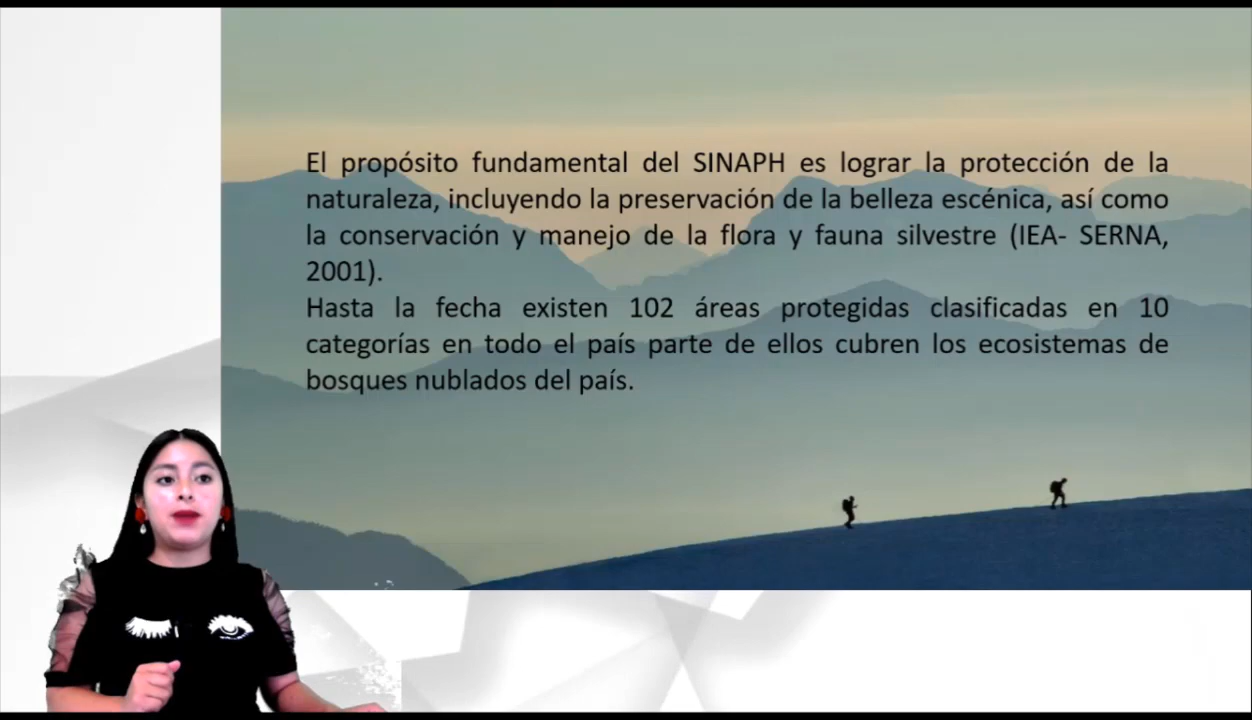 El propósito fundamental del SINAPH es lograr la protección de la
naturaleza, incluyendo la preservación de la belleza escénica, así como
la conservación y manejo de la flora y fauna silvestre (IEA- SERNA,
2001).
Hasta la fecha existen 102 áreas protegidas clasificadas en 10
categorías en todo el país parte de ellos cubren los ecosistemas de
bosques nublados del país.